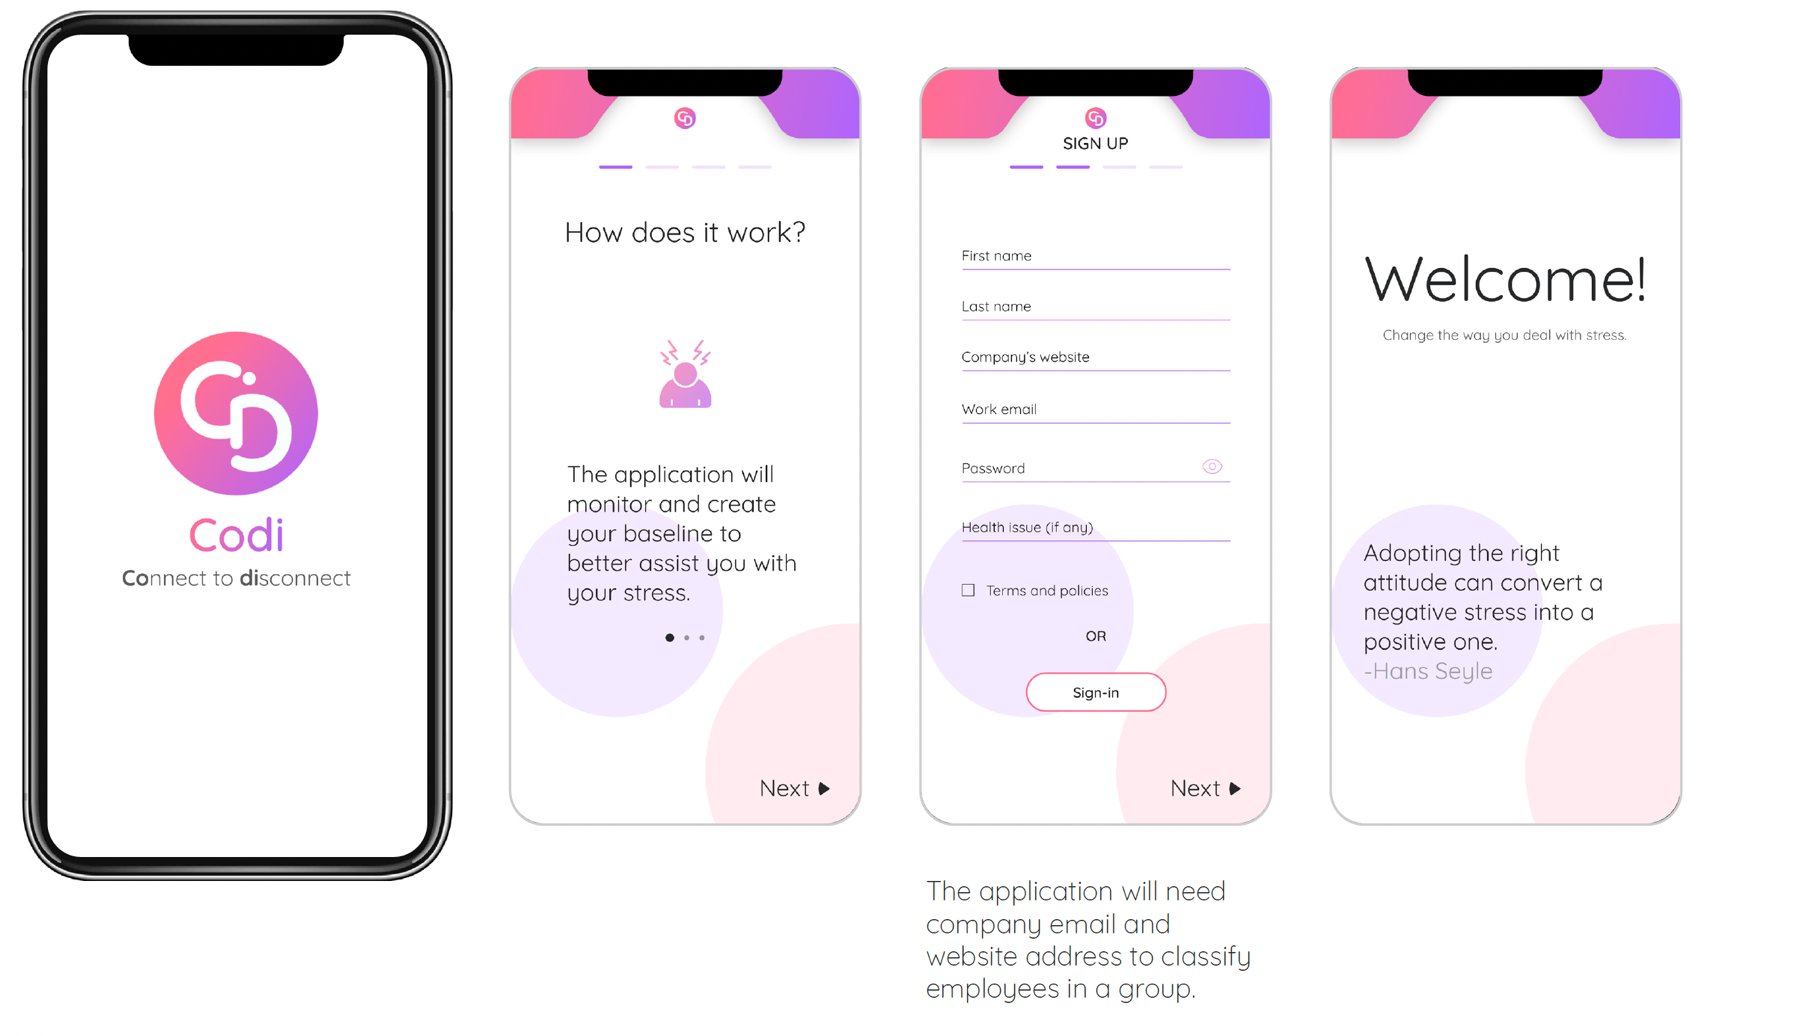 CD
Codi
Connect to disconnect
CD
How does it work?
The application will
monitor and create
your baseline to
better assist you with
your stress.
Next
CD
SIGN UP
First name
Last name
Company's website
Work email
Password
Health issue (if any)
Terms and policies
OR
Sign-in
Next
The application will need
company email and
website address to classify
employees in a group.
Welcome!
Change the way you deal with stress.
Adopting the right
attitude can convert a
negative stress into a
positive one.
-Hans Seyle